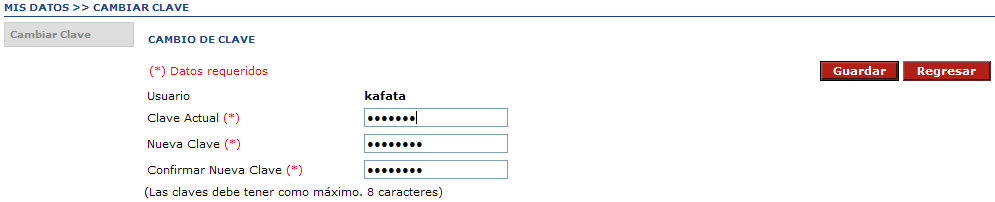 MIS DATOS >> CAMBIAR CLAVE
Cambiar Clave
CAMBIO DE CLAVE
(*) Datos requeridos
Guardar Regresar
Usuario kafata
Clave Actual (*) •••••••
Nueva Clave (*) ••••••••
Confirmar Nueva Clave (*) ••••••••
(Las claves debe tener como máximo. 8 caracteres)